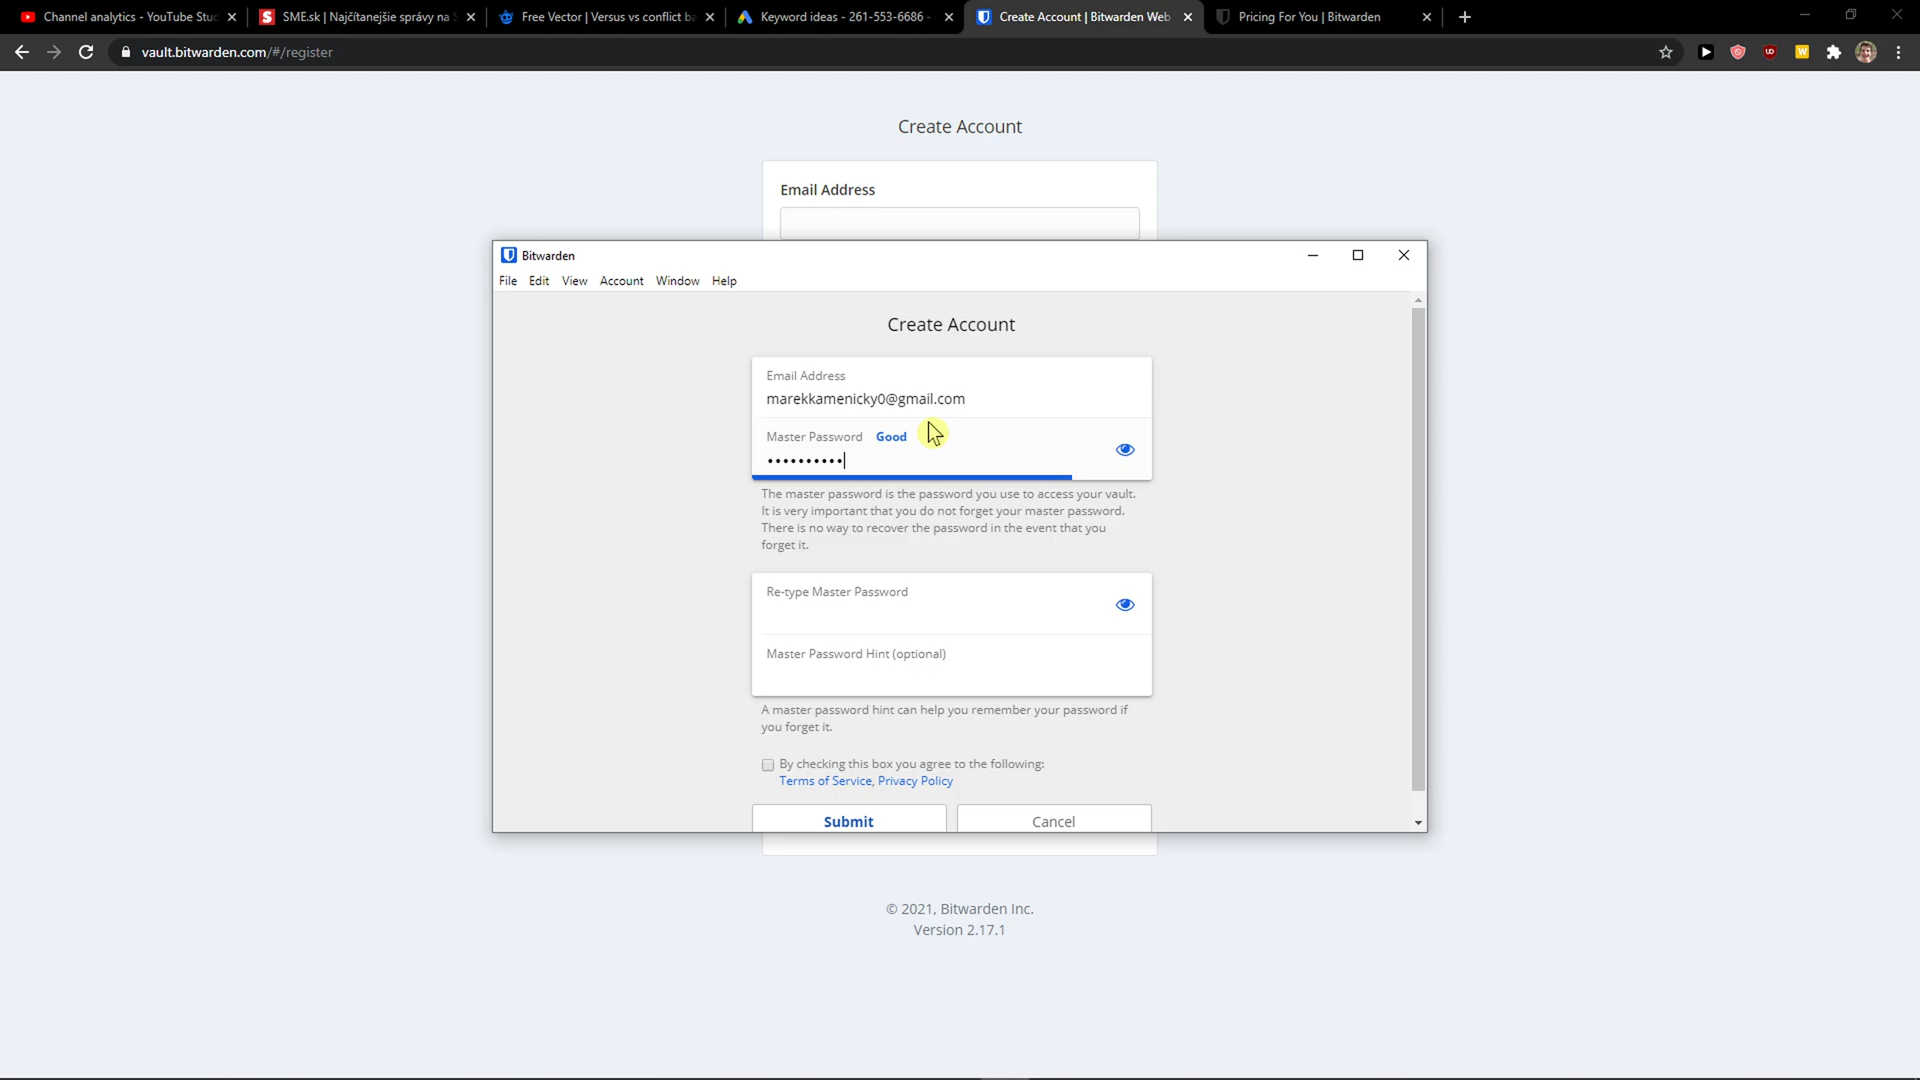 Channel analytics - YouTube Stu
SME.sk | Najčítanejšie správy na S
Free Vector | Versus vs conflict ba
Keyword ideas - 261-553-6686 -
Create Account | Bitwarden Web
Pricing For You | Bitwarden
vault.bitwarden.com/#/register
Create Account
Email Address
Bitwarden
File Edit View Account Window Help
Create Account
Email Address
marekkamenicky0@gmail.com
Master Password Good
••••••••••
The master password is the password you use to access your vault.
It is very important that you do not forget your master password.
There is no way to recover the password in the event that you
forget it.
Re-type Master Password
Master Password Hint (optional)
A master password hint can help you remember your password if
you forget it.
By checking this box you agree to the following:
Terms of Service, Privacy Policy
Submit Cancel
© 2021, Bitwarden Inc.
Version 2.17.1